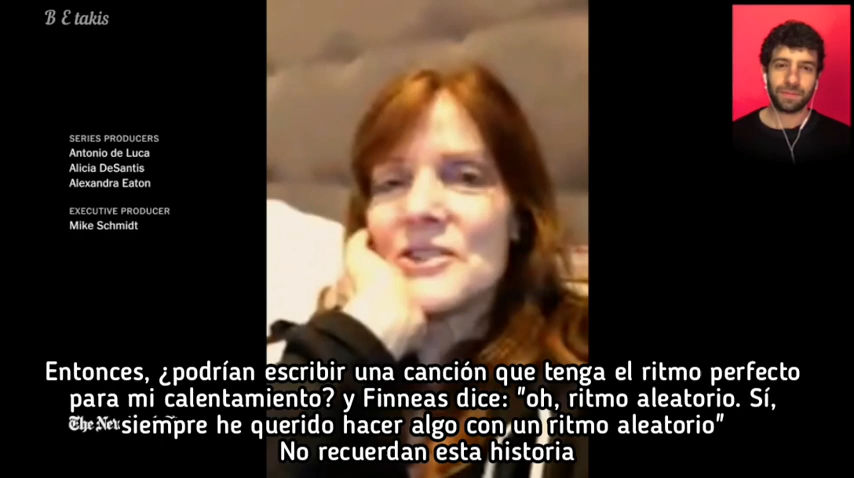 B E takis
SERIES PRODUCERS
Antonio de Luca
Alicia DeSantis
Alexandra Eaton
EXECUTIVE PRODUCER
Mike Schmidt
Entonces, ¿podrían escribir una canción que tenga el ritmo perfecto
para mi calentamiento? y Finneas dice: "oh, ritmo aleatorio. Sí,
siempre he querido hacer algo con un ritmo aleatorio"
No recuerdan esta historia
The New